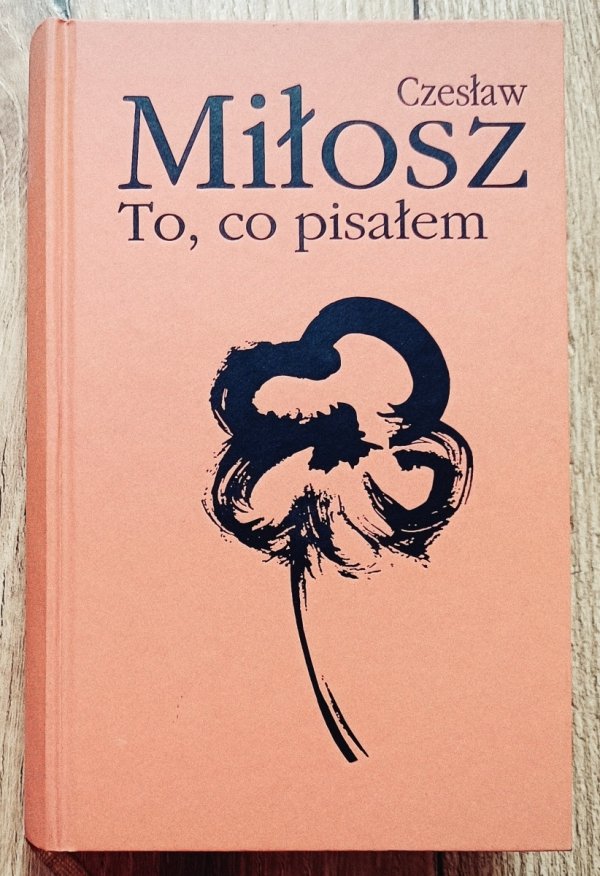 Czesław
Miłosz
To, co pisałem